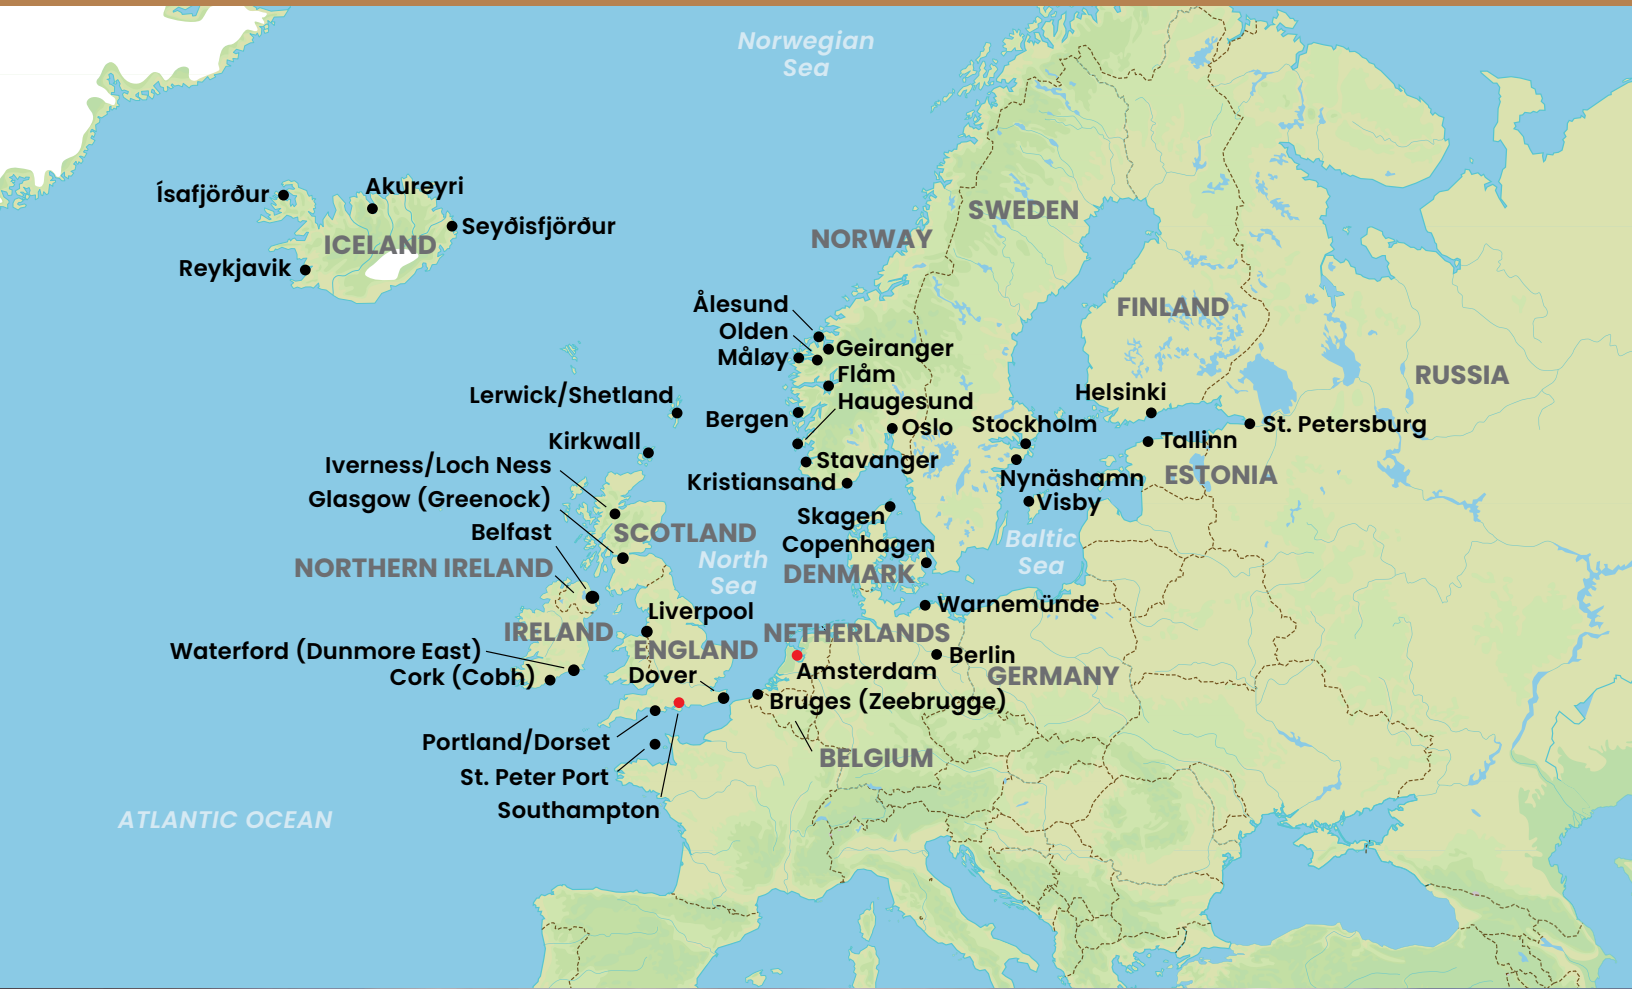 Norwegian
Sea
Ísafjörður
Akureyri
Seyðisfjörður
ICELAND
Reykjavik
SWEDEN
NORWAY
FINLAND
RUSSIA
Ålesund
Olden
Måløy
Geiranger
Flåm
Haugesund
Bergen
Oslo
Stavanger
Kristiansand
Lerwick/Shetland
Kirkwall
Iverness/Loch Ness
Glasgow (Greenock)
Belfast
SCOTLAND
NORTHERN IRELAND
North
Sea
Helsinki
Stockholm
Tallinn
St. Petersburg
ESTONIA
Nynäshamn
Visby
Skagen
Copenhagen
DENMARK
Baltic
Sea
Warnemünde
Liverpool
IRELAND
ENGLAND
NETHERLANDS
Waterford (Dunmore East)
Cork (Cobh)
Dover
Amsterdam
Berlin
GERMANY
Bruges (Zeebrugge)
Portland/Dorset
BELGIUM
St. Peter Port
Southampton
ATLANTIC OCEAN